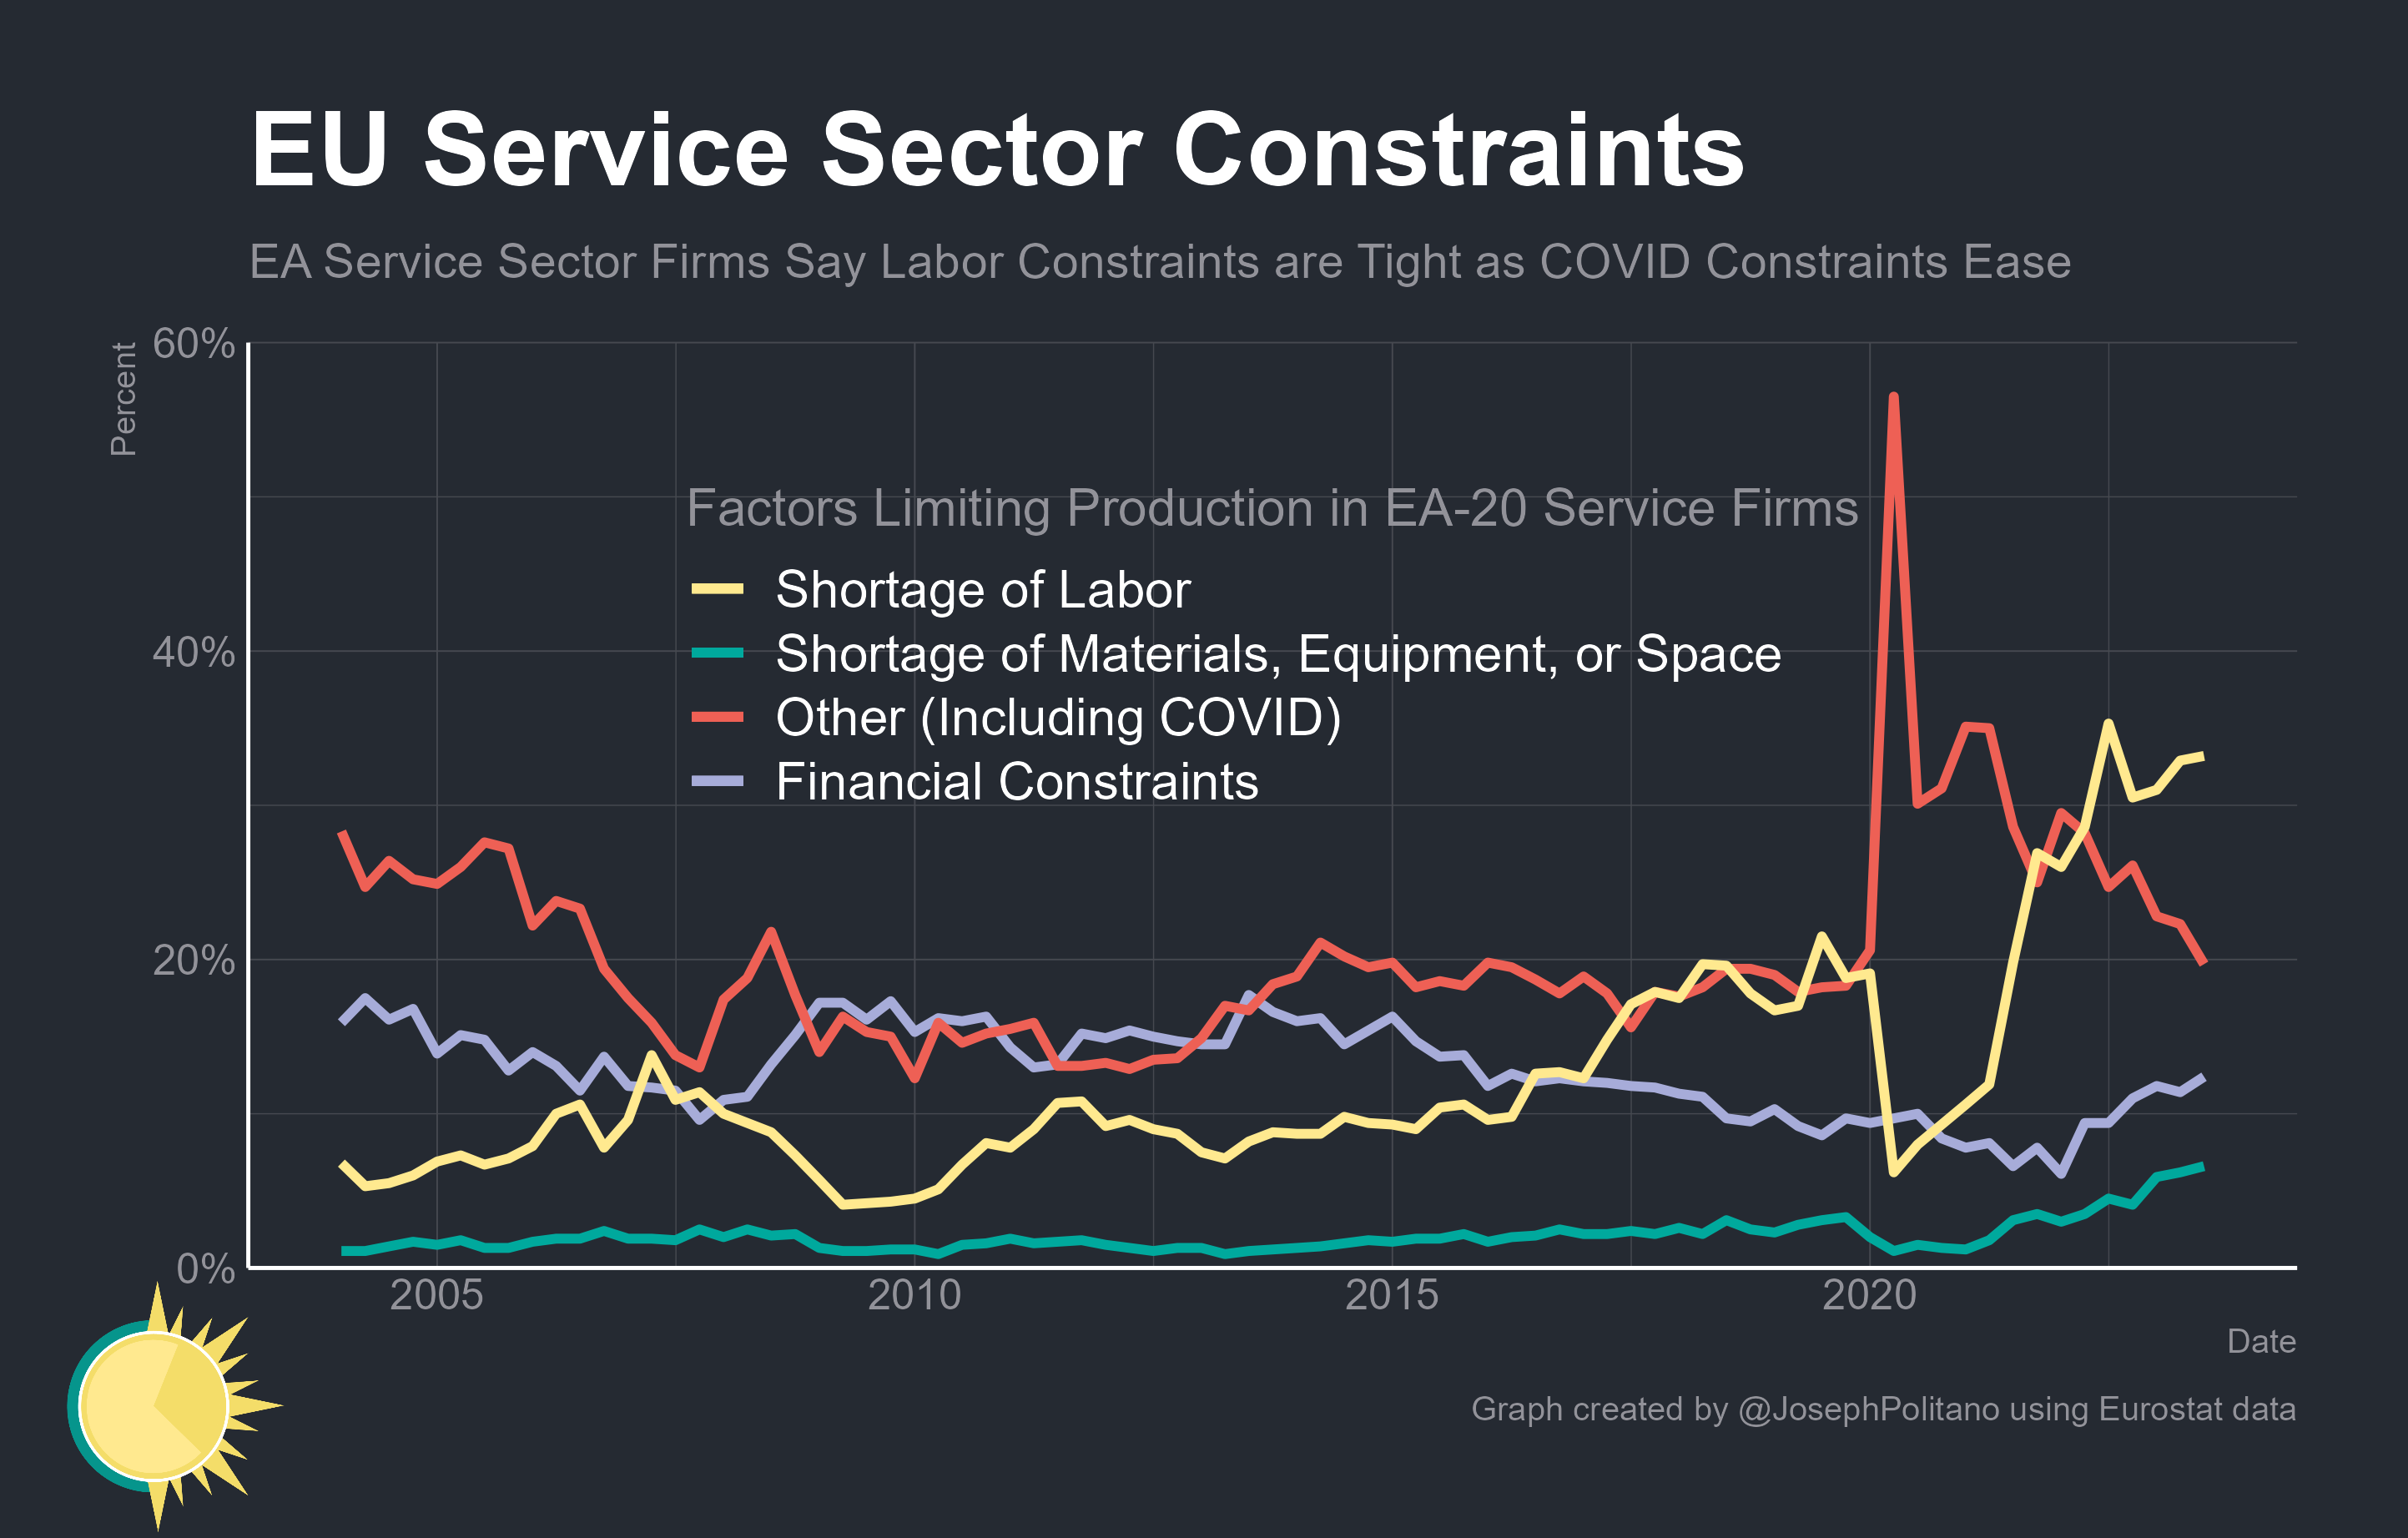 EU Service Sector Constraints
EA Service Sector Firms Say Labor Constraints are Tight as COVID Constraints Ease
Percent
60%
40%
20%
0%
Factors Limiting Production in EA-20 Service Firms
Shortage of Labor
Shortage of Materials, Equipment, or Space
Other (Including COVID)
Financial Constraints
2005 2010 2015 2020
Date
Graph created by @JosephPolitano using Eurostat data